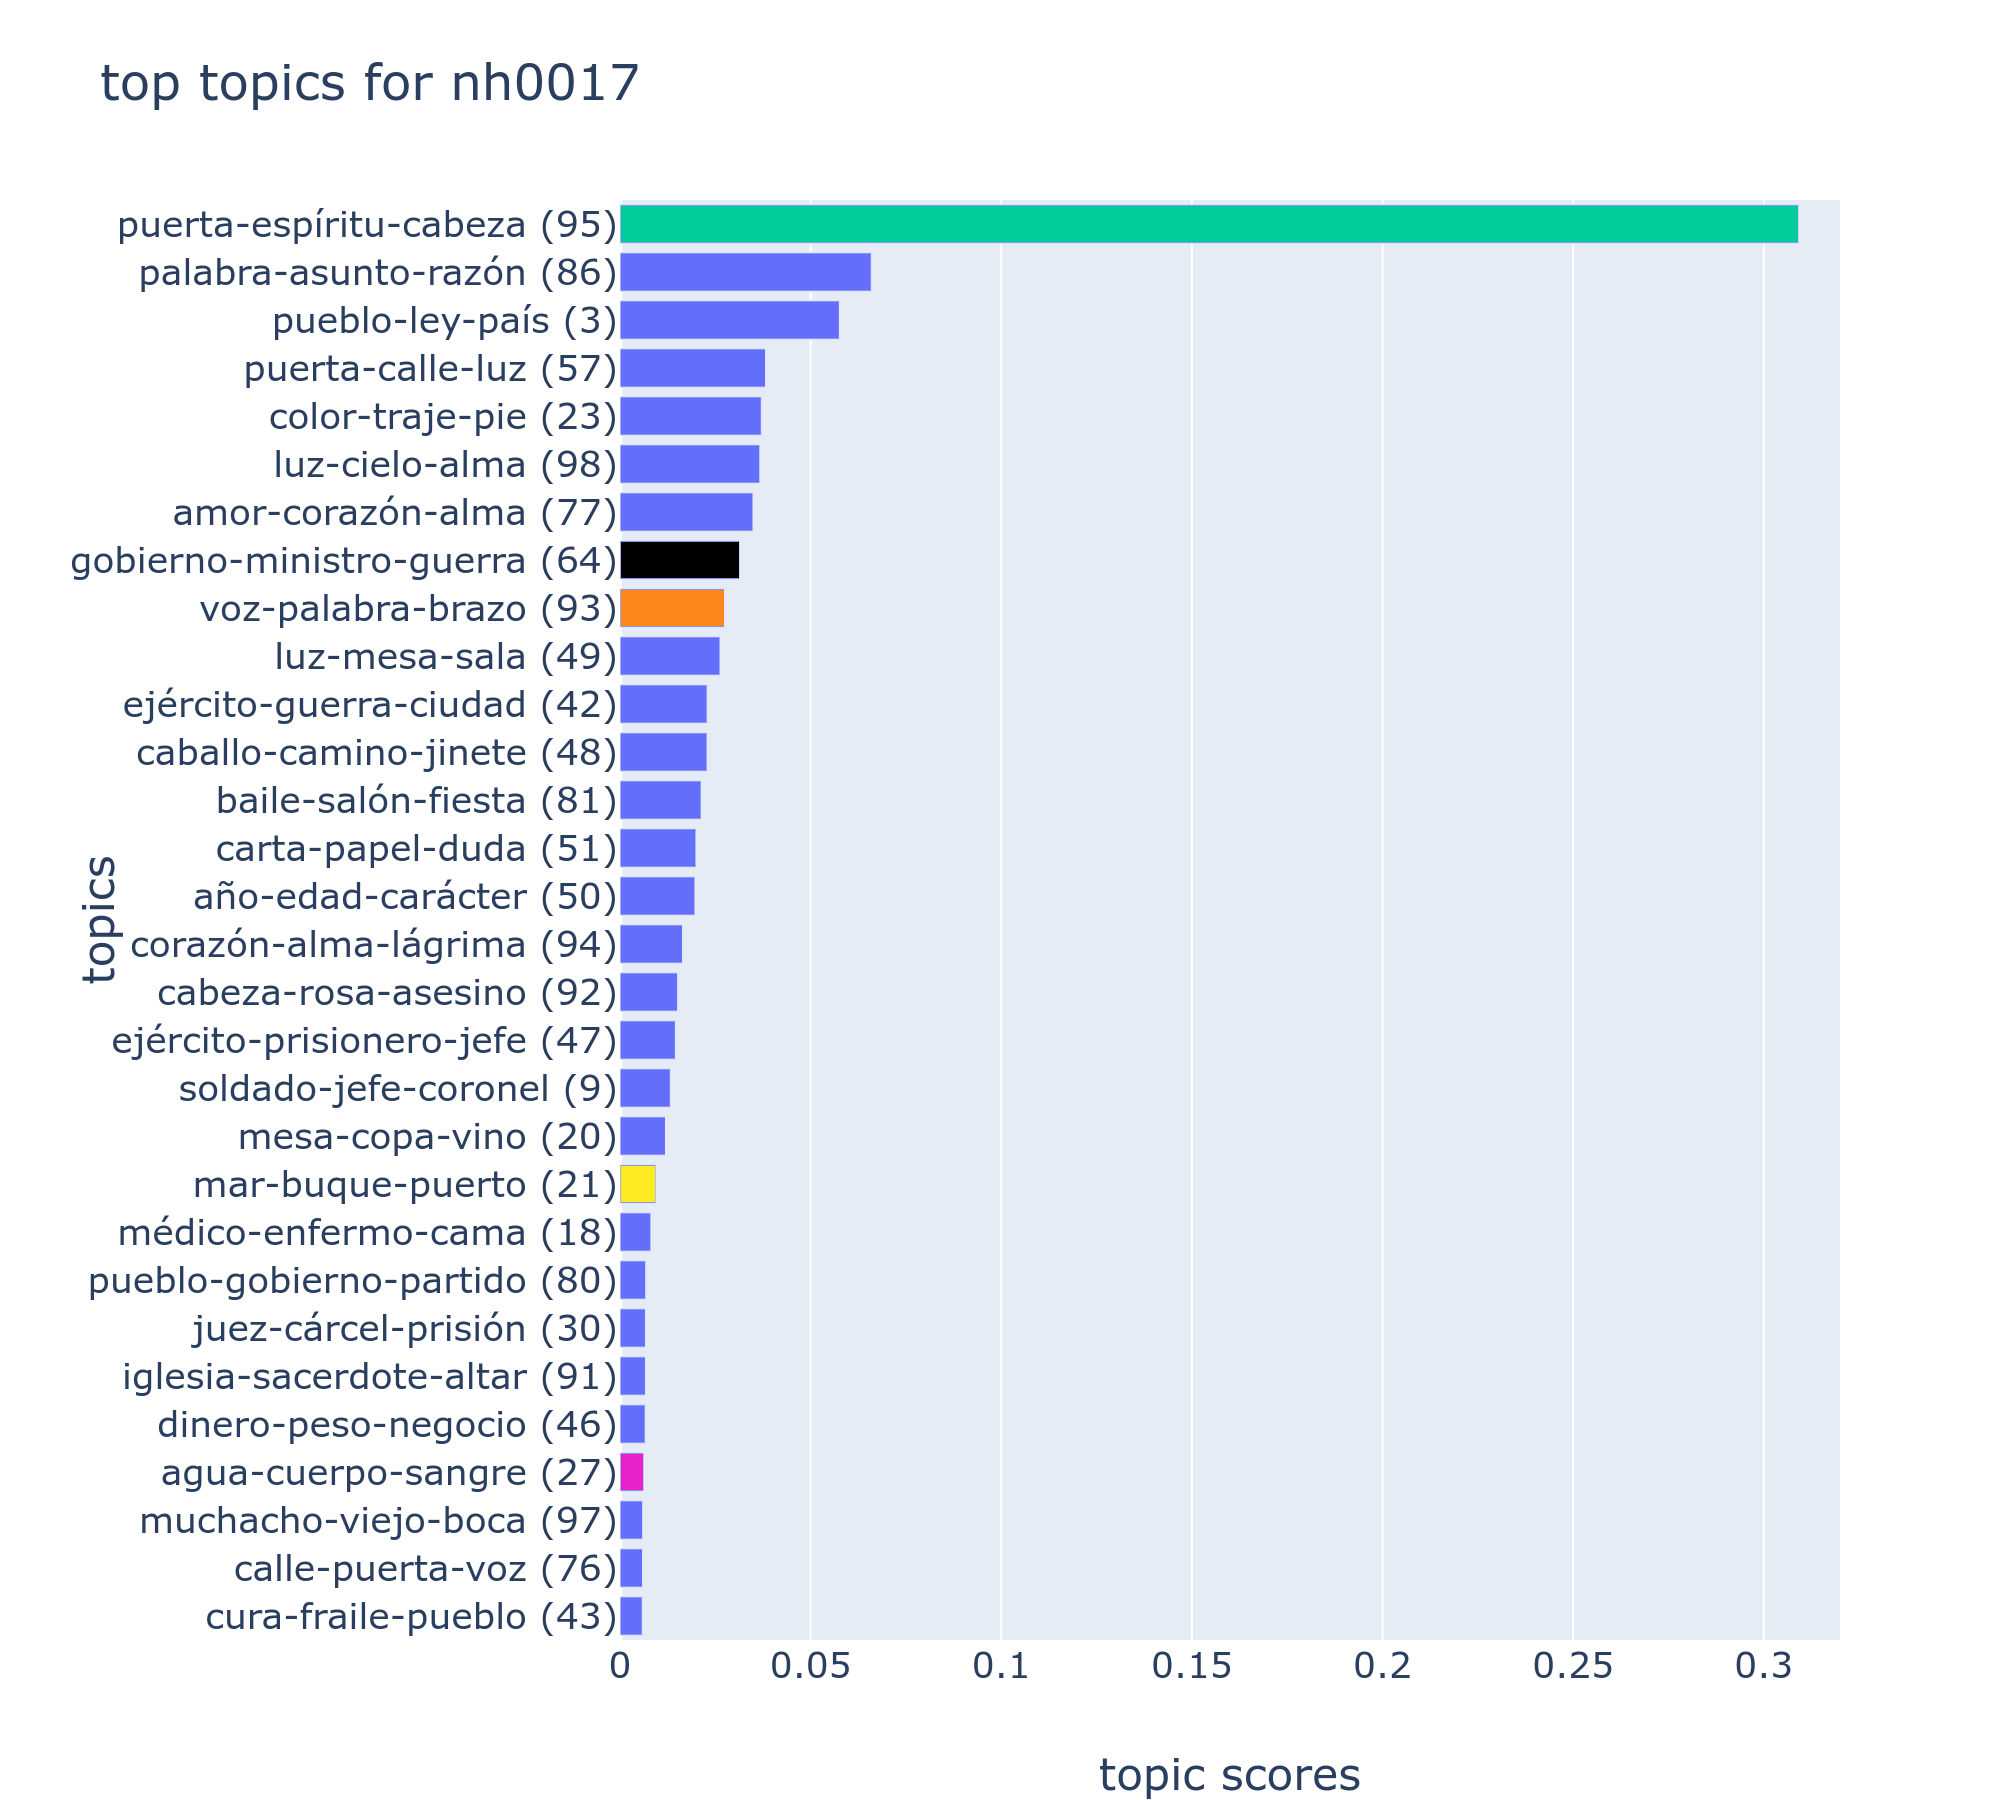 top topics for nh0017
puerta-espíritu-cabeza (95)
palabra-asunto-razón (86)
pueblo-ley-país (3)
puerta-calle-luz (57)
color-traje-pie (23)
luz-cielo-alma (98)
amor-corazón-alma (77)
gobierno-ministro-guerra (64)
voz-palabra-brazo (93)
luz-mesa-sala (49)
ejército-guerra-ciudad (42)
caballo-camino-jinete (48)
baile-salón-fiesta (81)
carta-papel-duda (51)
año-edad-carácter (50)
corazón-alma-lágrima (94)
cabeza-rosa-asesino (92)
ejército-prisionero-jefe (47)
soldado-jefe-coronel (9)
mesa-copa-vino (20)
mar-buque-puerto (21)
médico-enfermo-cama (18)
pueblo-gobierno-partido (80)
juez-cárcel-prisión (30)
iglesia-sacerdote-altar (91)
dinero-peso-negocio (46)
agua-cuerpo-sangre (27)
muchacho-viejo-boca (97)
calle-puerta-voz (76)
cura-fraile-pueblo (43)
topics
0 0.05 0.1 0.15 0.2 0.25 0.3
topic scores